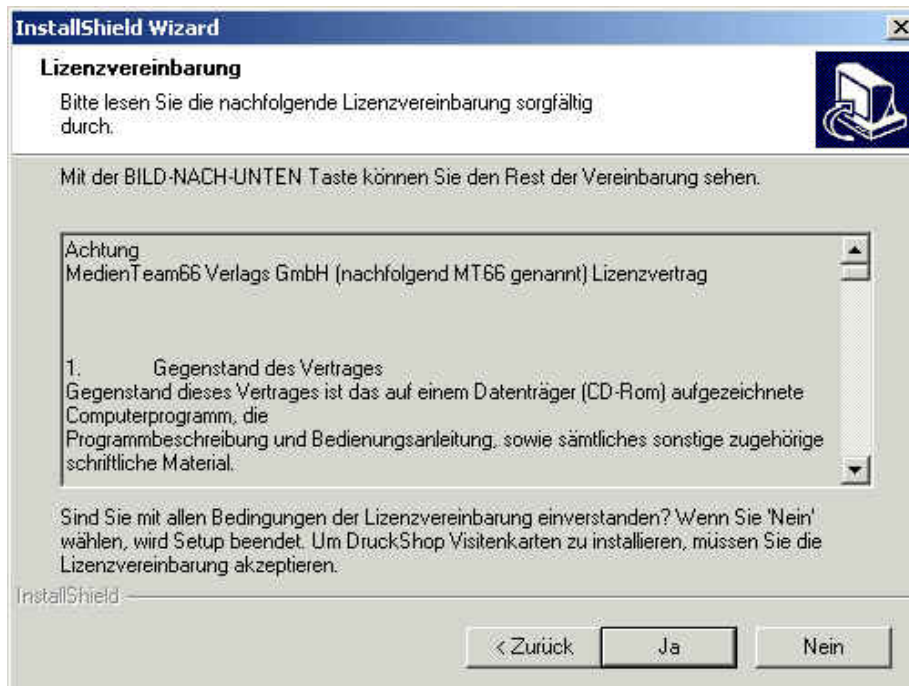 InstallShield Wizard
Lizenzvereinbarung
Bitte lesen Sie die nachfolgende Lizenzvereinbarung sorgfältig
durch.
Mit der BILD-NACH-UNTEN Taste können Sie den Rest der Vereinbarung sehen.
Achtung
MedienTeam66 Verlags GmbH (nachfolgend MT66 genannt) Lizenzvertrag
1. Gegenstand des Vertrages
Gegenstand dieses Vertrages ist das auf einem Datenträger (CD-Rom) aufgezeichnete
Computerprogramm, die
Programmbeschreibung und Bedienungsanleitung, sowie sämtliches sonstige zugehörige
schriftliche Material.
Sind Sie mit allen Bedingungen der Lizenzvereinbarung einverstanden? Wenn Sie 'Nein'
wählen, wird Setup beendet. Um DruckShop Visitenkarten zu installieren, müssen Sie die
Lizenzvereinbarung akzeptieren.
InstallShield
< Zurück Ja Nein